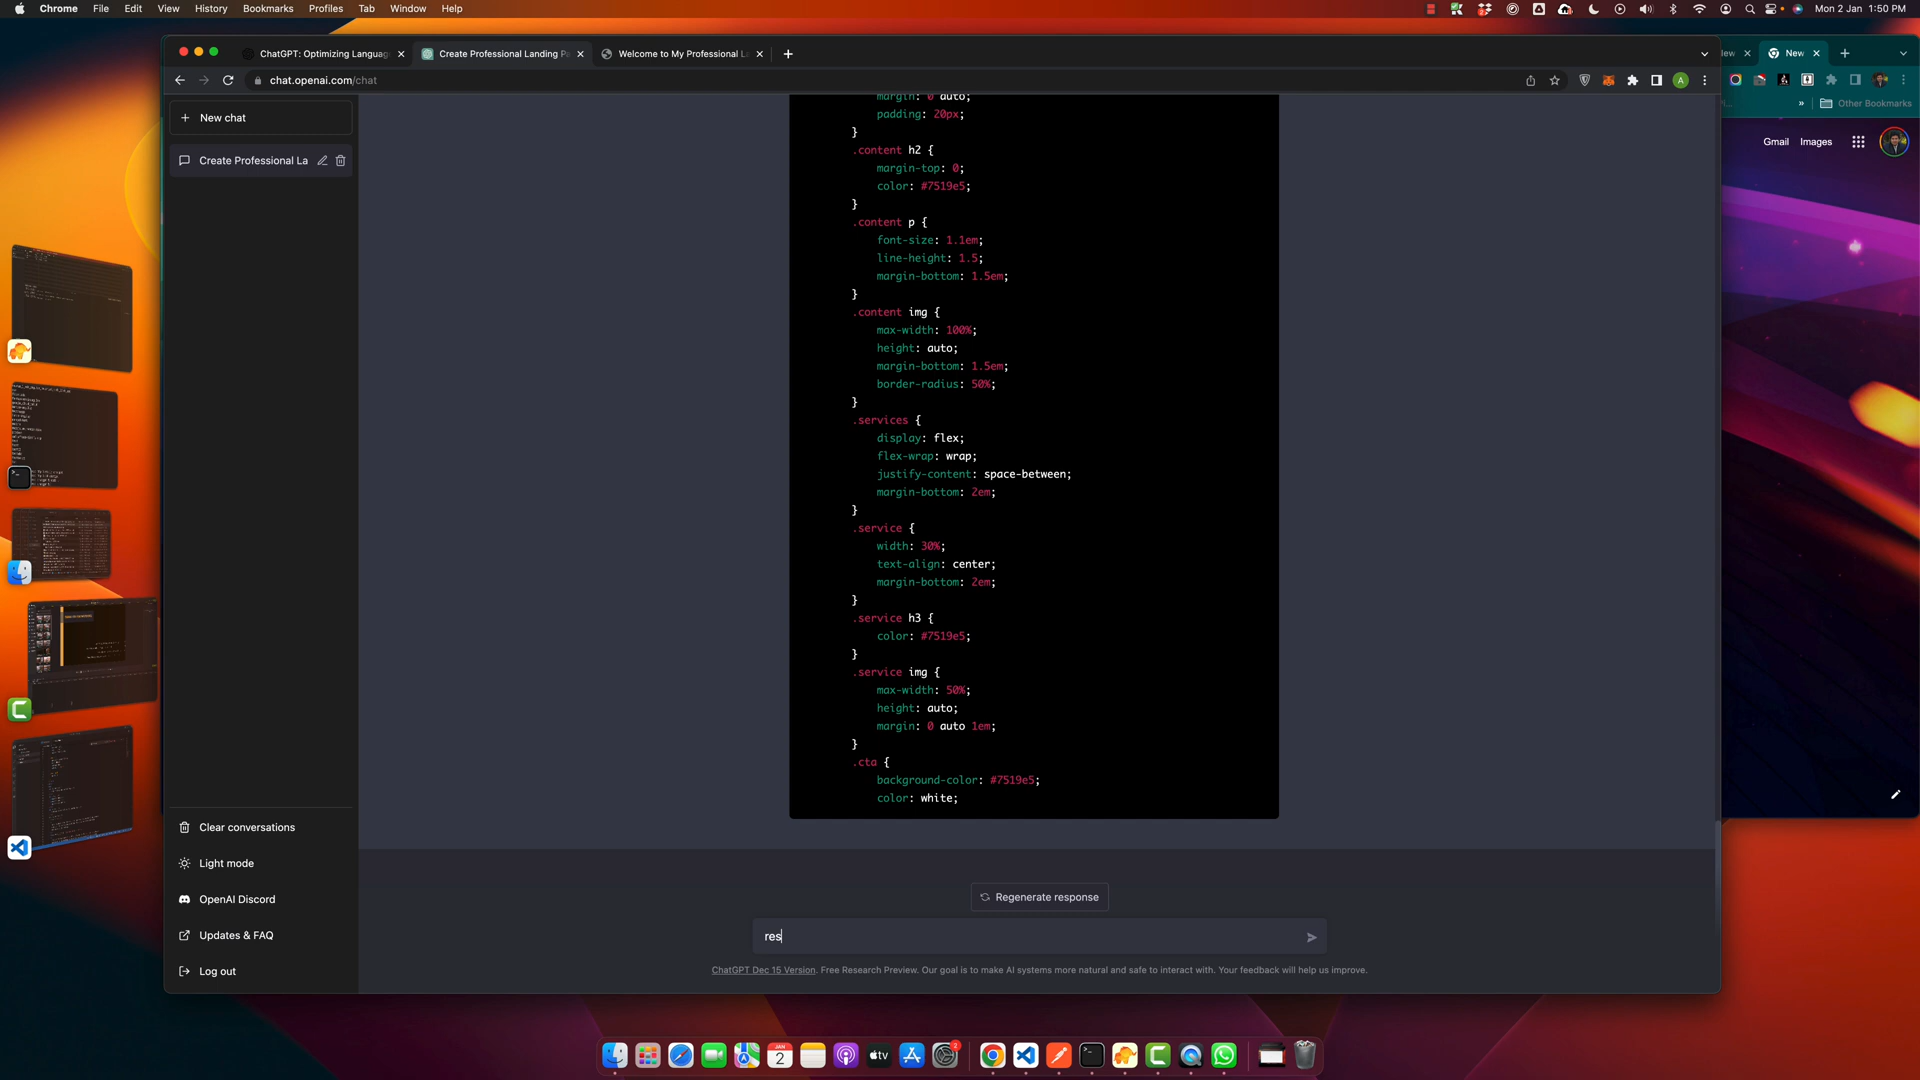 Chrome File Edit View History Bookmarks Profiles Tab Window Help
Mon 2 Jan 1:50 PM
ChatGPT: Optimizing Languag
Create Professional Landing P
Welcome to My Professional L
New
chat.openai.com/chat
Other Bookmarks
New chat
Create Professional La
Gmail Images
margin: 0 auto;
padding: 20px;
}
.content h2 {
margin-top: 0;
color: #7519e5;
}
.content p {
font-size: 1.1em;
line-height: 1.5;
margin-bottom: 1.5em;
}
.content img {
max-width: 100%;
height: auto;
margin-bottom: 1.5em;
border-radius: 50%;
}
.services {
display: flex;
flex-wrap: wrap;
justify-content: space-between;
margin-bottom: 2em;
}
.service {
width: 30%;
text-align: center;
margin-bottom: 2em;
}
.service h3 {
color: #7519e5;
}
.service img {
max-width: 50%;
height: auto;
margin: 0 auto 1em;
}
.cta {
background-color: #7519e5;
color: white;
Clear conversations
Light mode
OpenAI Discord
Updates & FAQ
Log out
Regenerate response
res
ChatGPT Dec 15 Version. Free Research Preview. Our goal is to make AI systems more natural and safe to interact with. Your feedback will help us improve.
JAN
2
tv
2